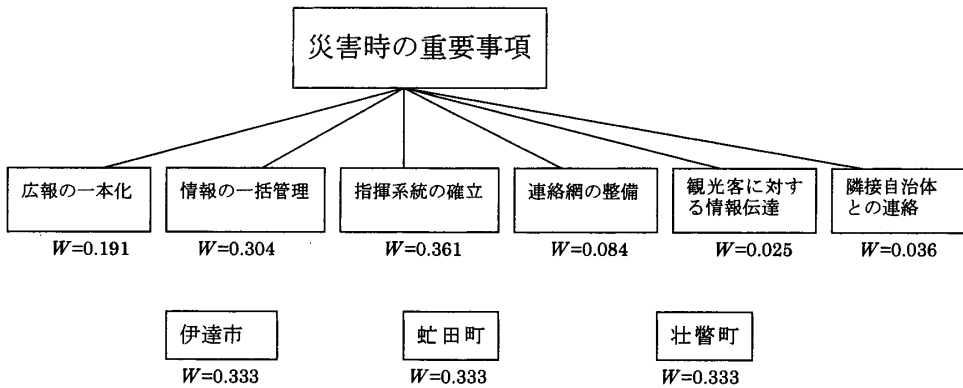 災害時の重要事項
広報の一本化
情報の一括管理
指揮系統の確立
連絡網の整備
観光客に対す
る情報伝達
隣接自治体
との連絡
W=0.191
W=0.304
W=0.361
W=0.084
W=0.025
W=0.036
伊達市
虻田町
壮瞥町
W=0.333
W=0.333
W=0.333